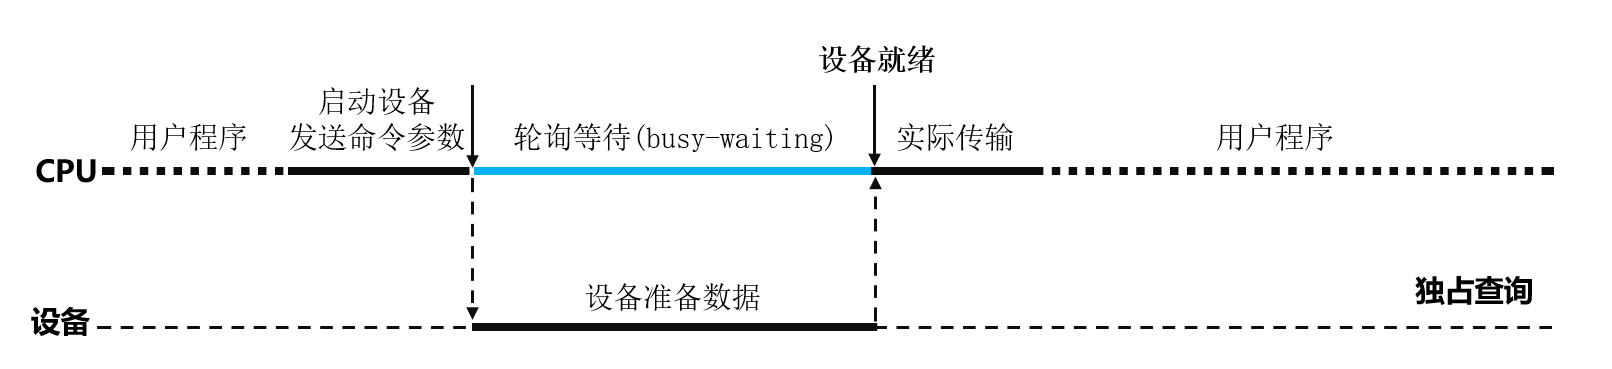 设备就绪
启动设备
用户程序
发送命令参数
轮询等待(busy-waiting)
实际传输
用户程序
CPU
设备准备数据
独占查询
设备